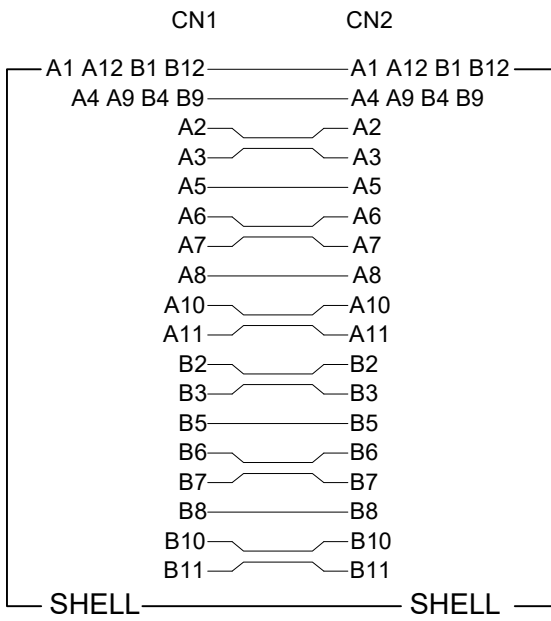 CN1 CN2
A1 A12 B1 B12 A1 A12 B1 B12
A4 A9 B4 B9 A4 A9 B4 B9
A2 A2
A3 A3
A5 A5
A6 A6
A7 A7
A8 A8
A10 A10
A11 A11
B2 B2
B3 B3
B5 B5
B6 B6
B7 B7
B8 B8
B10 B10
B11 B11
SHELL SHELL